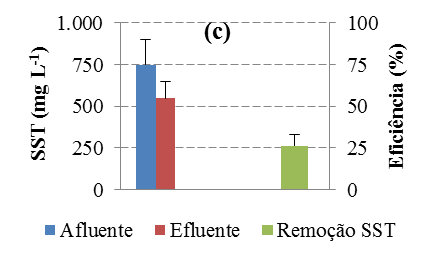 (c)
SST (mg L-1)
1.000
750
500
250
0
100
75
50
25
0
Eficiência (%)
Afluente Efluente Remoção SST